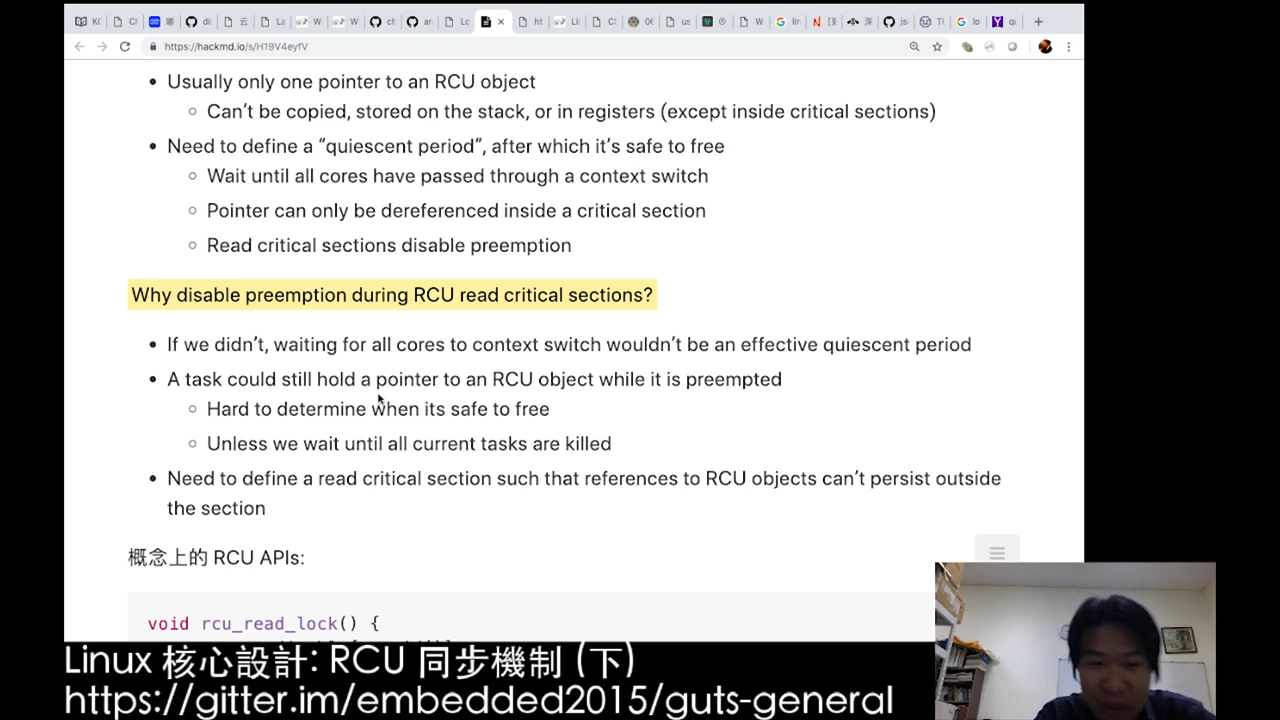 https://hackmd.io/s/H19V4eyfV
• Usually only one pointer to an RCU object
◦ Can't be copied, stored on the stack, or in registers (except inside critical sections)
• Need to define a “quiescent period”, after which it's safe to free
◦ Wait until all cores have passed through a context switch
◦ Pointer can only be dereferenced inside a critical section
◦ Read critical sections disable preemption
Why disable preemption during RCU read critical sections?
• If we didn't, waiting for all cores to context switch wouldn't be an effective quiescent period
• A task could still hold a pointer to an RCU object while it is preempted
◦ Hard to determine when its safe to free
◦ Unless we wait until all current tasks are killed
• Need to define a read critical section such that references to RCU objects can't persist outside
the section
概念上的 RCU APIs:
void rcu_read_lock() {
Linux 核心設計: RCU 同步機制 (下)
https://gitter.im/embedded2015/guts-general